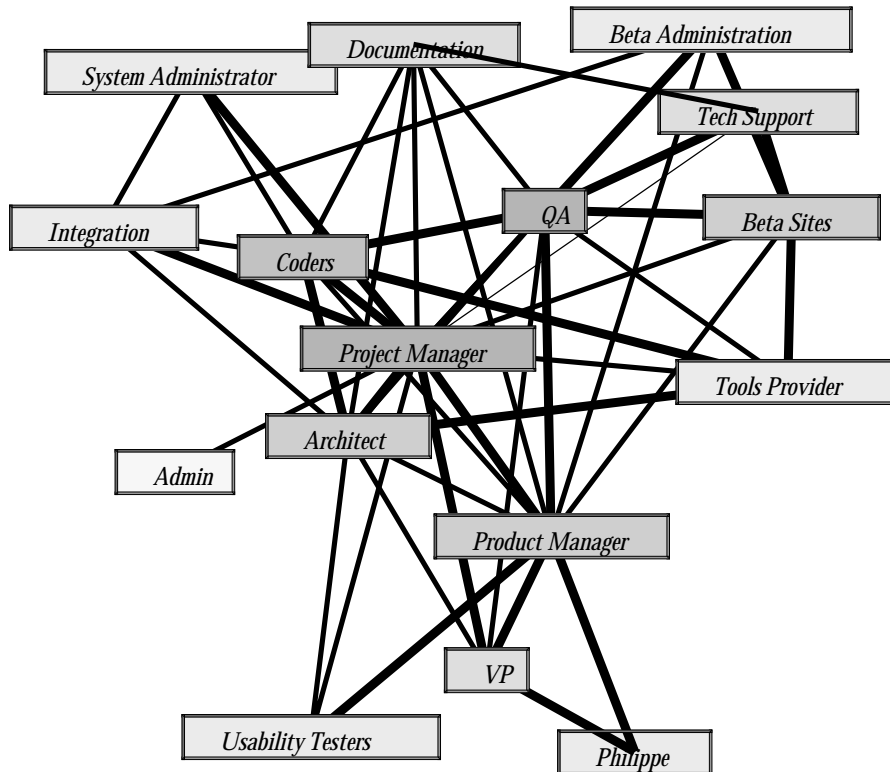 Beta Administration
Documentation
System Administrator
Tech Support
QA
Beta Sites
Integration
Coders
Project Manager
Tools Provider
Architect
Admin
Product Manager
VP
Usability Testers
Philippe